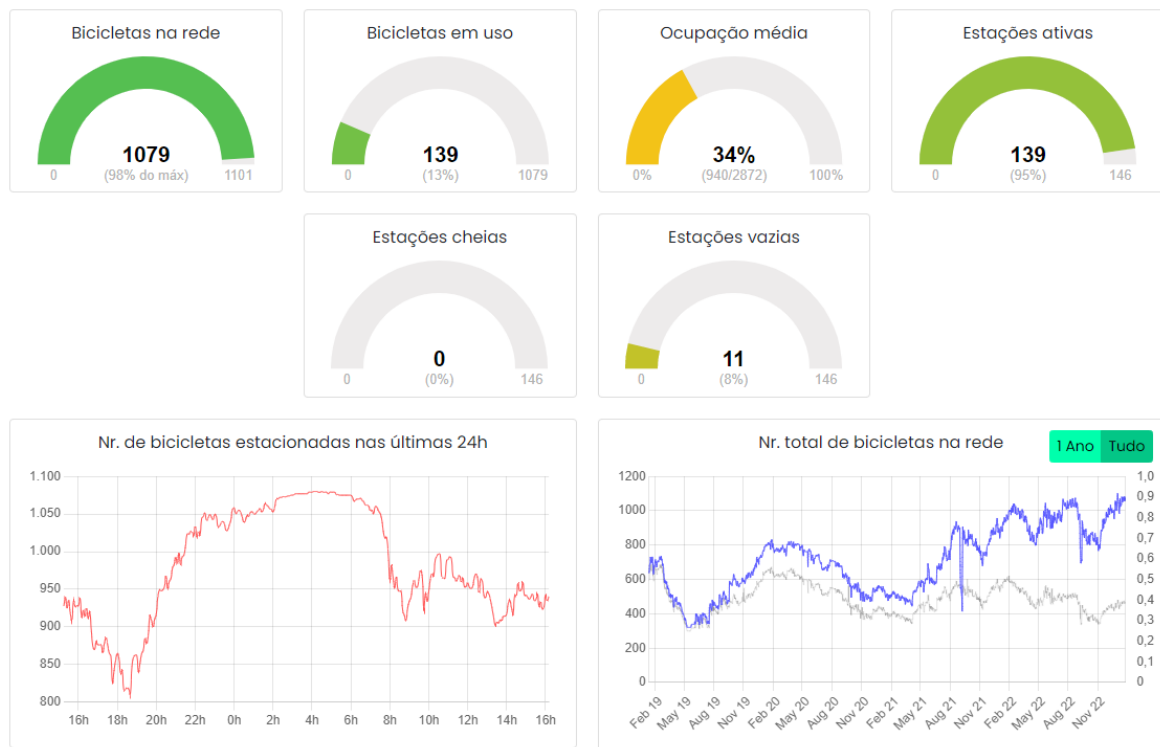 Bicicletas na rede
1079
0 (98% do máx) 1101
Bicicletas em uso
139
0 (13%) 1079
Ocupação média
34%
0% (940/2872) 100%
Estações ativas
139
0 (95%) 146
Estações cheias
0
0 (0%) 146
Estações vazias
11
0 (8%) 146
Nr. de bicicletas estacionadas nas últimas 24h
1.100
1.050
1.000
950
900
850
800
16h 18h 20h 22h 0h 2h 4h 6h 8h 10h 12h 14h 16h
Nr. total de bicicletas na rede
1 Ano Tudo
1200
1000
800
600
400
200
0
1,0
0,9
0,8
0,7
0,6
0,5
0,4
0,3
0,2
0,1
0
Feb 19 May 19 Aug 19 Nov 19 Feb 20 May 20 Aug 20 Nov 20 Feb 21 May 21 Aug 21 Nov 21 Feb 22 May 22 Aug 22 Nov 22